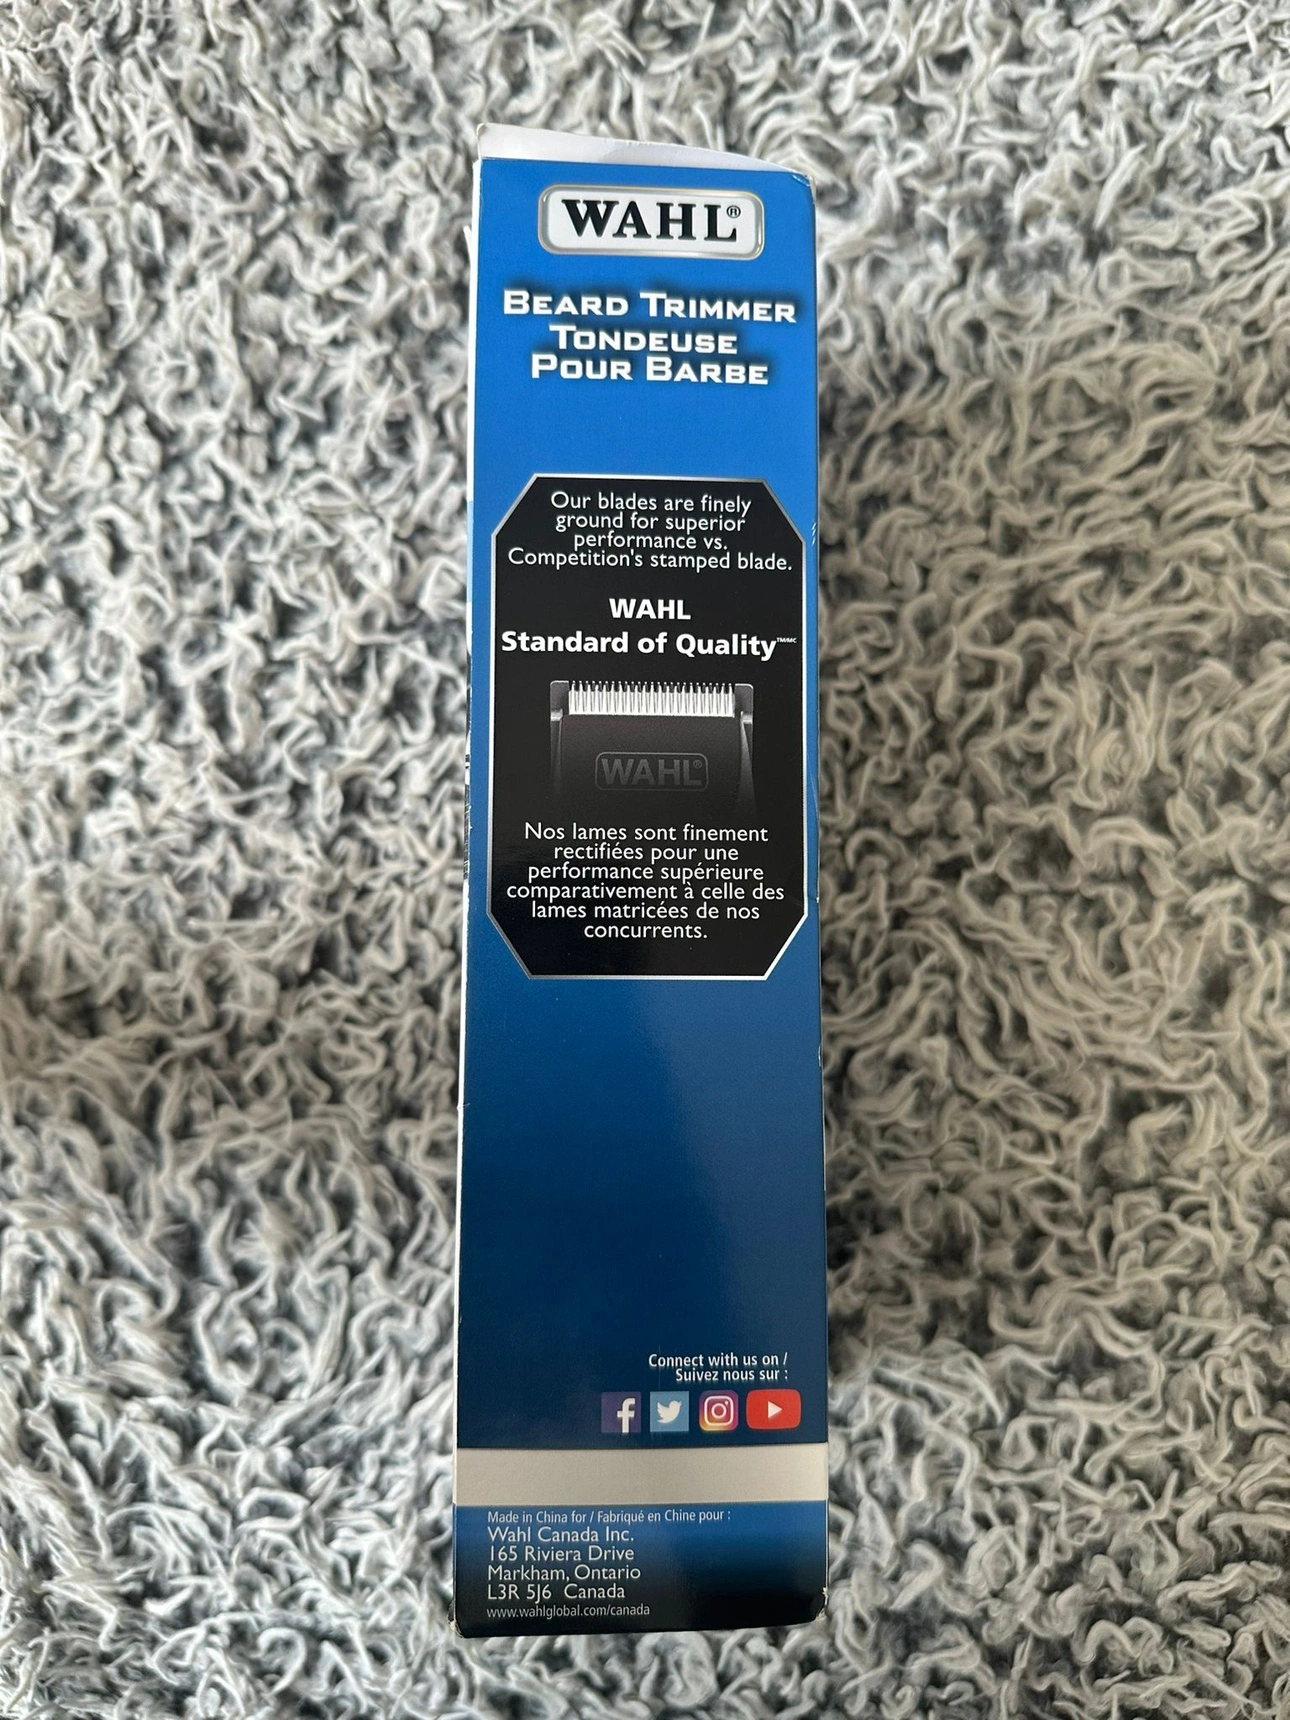 WAHL®
BEARD TRIMMER
TONDEUSE
POUR BARBE
Our blades are finely
ground for superior
performance vs.
Competition's stamped blade.
WAHL
Standard of Quality™/MC
WAHL®
Nos lames sont finement
rectifiées pour une
performance supérieure
comparativement à celle des
lames matricées de nos
concurrents.
Connect with us on /
Suivez nous sur :
Made in China for / Fabriqué en Chine pour :
Wahl Canada Inc.
165 Riviera Drive
Markham, Ontario
L3R 5J6 Canada
www.wahlglobal.com/canada